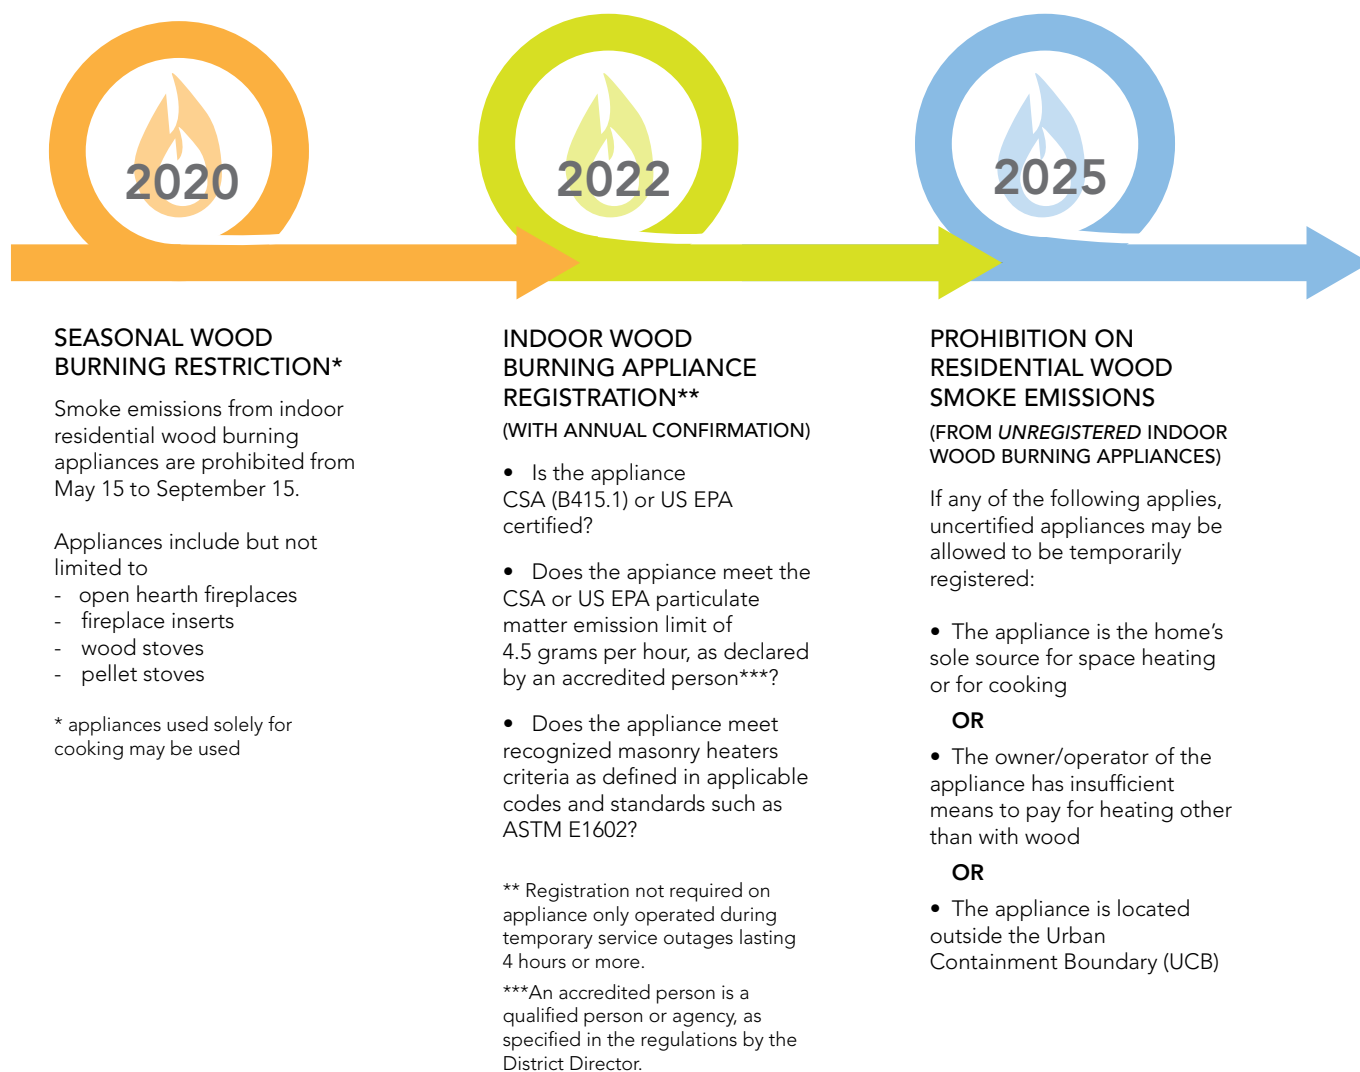 2020
2022
2025
SEASONAL WOOD
BURNING RESTRICTION*
Smoke emissions from indoor
residential wood burning
appliances are prohibited from
May 15 to September 15.
Appliances include but not
limited to
- open hearth fireplaces
- fireplace inserts
- wood stoves
- pellet stoves
* appliances used solely for
cooking may be used
INDOOR WOOD
BURNING APPLIANCE
REGISTRATION**
(WITH ANNUAL CONFIRMATION)
• Is the appliance
CSA (B415.1) or US EPA
certified?
• Does the appiance meet the
CSA or US EPA particulate
matter emission limit of
4.5 grams per hour, as declared
by an accredited person***?
• Does the appliance meet
recognized masonry heaters
criteria as defined in applicable
codes and standards such as
ASTM E1602?
** Registration not required on
appliance only operated during
temporary service outages lasting
4 hours or more.
***An accredited person is a
qualified person or agency, as
specified in the regulations by the
District Director.
PROHIBITION ON
RESIDENTIAL WOOD
SMOKE EMISSIONS
(FROM UNREGISTERED INDOOR
WOOD BURNING APPLIANCES)
If any of the following applies,
uncertified appliances may be
allowed to be temporarily
registered:
• The appliance is the home's
sole source for space heating
or for cooking
OR
• The owner/operator of the
appliance has insufficient
means to pay for heating other
than with wood
OR
• The appliance is located
outside the Urban
Containment Boundary (UCB)